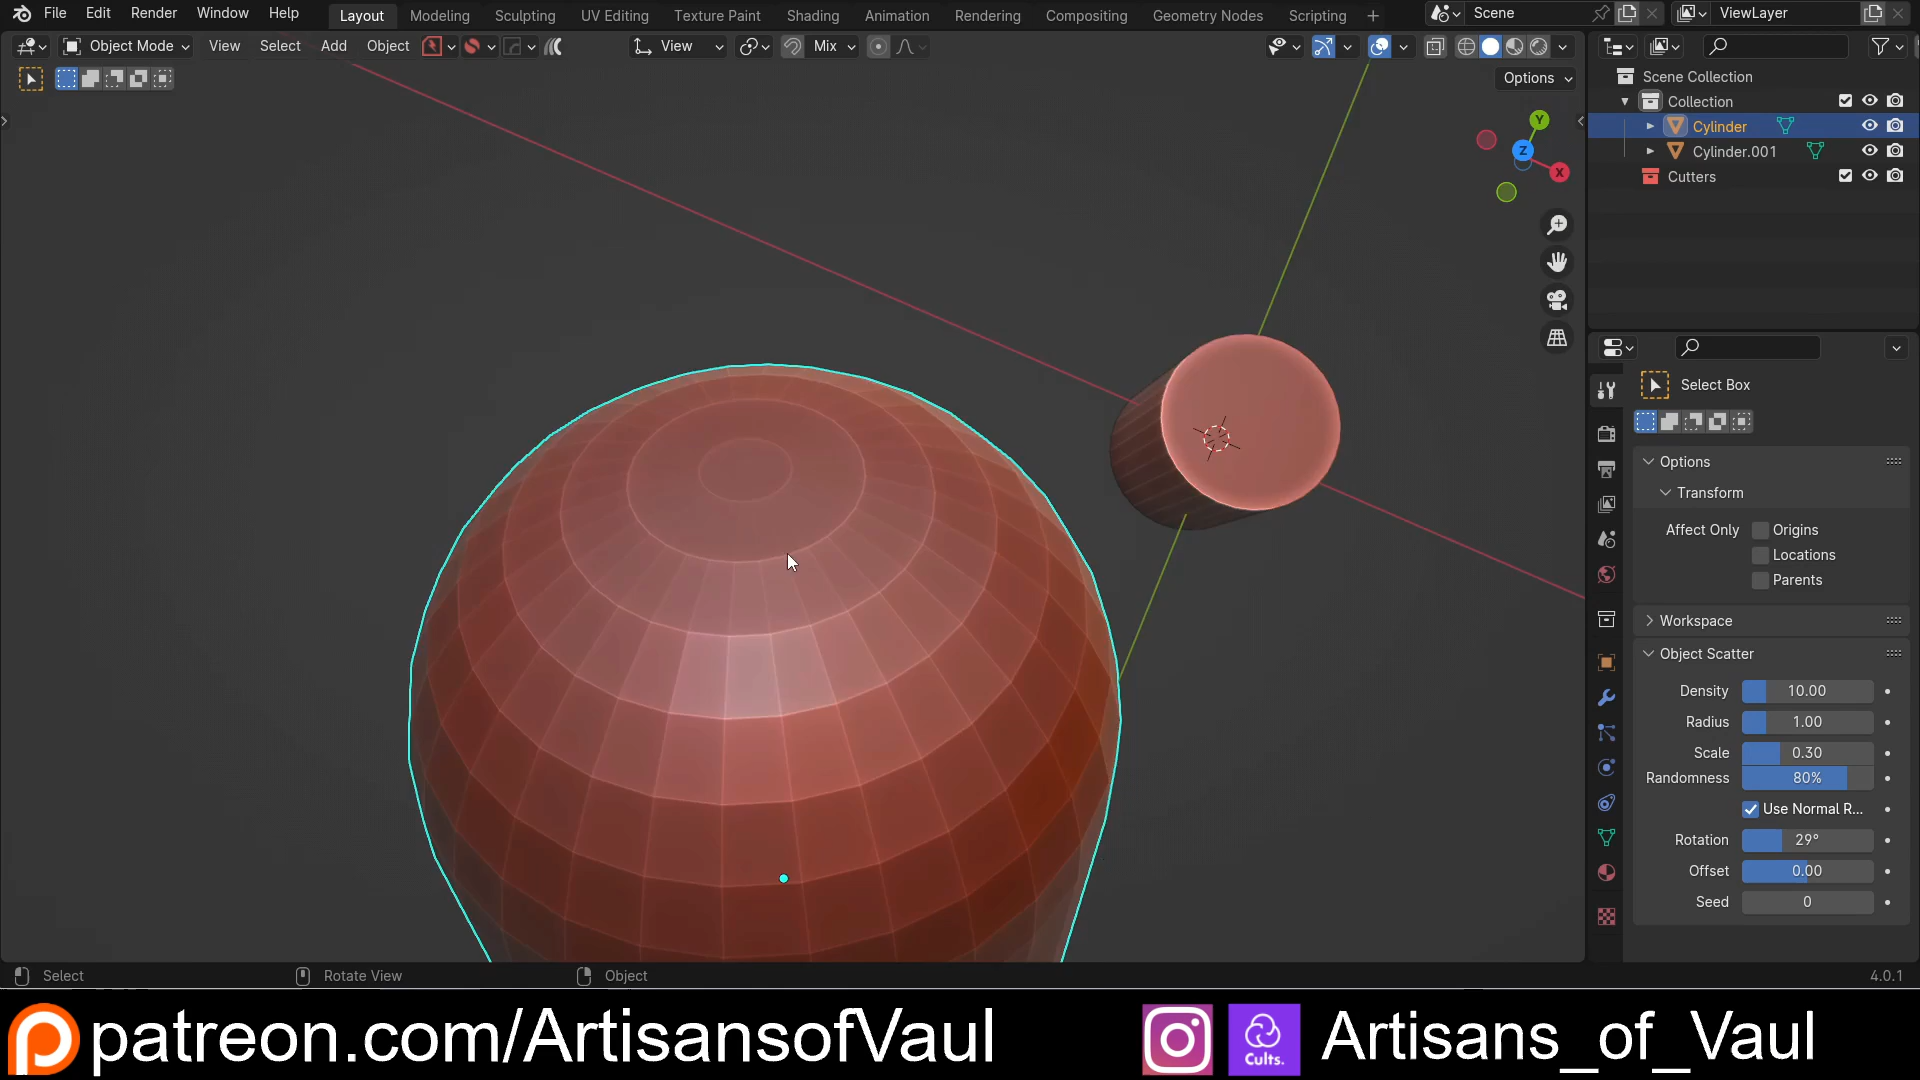 File Edit Render Window Help Layout Modeling Sculpting UV Editing Texture Paint Shading Animation Rendering Compositing Geometry Nodes Scripting + Scene ViewLayer
Object Mode View Select Add Object View Mix
Options
Scene Collection
Collection
Cylinder
Cylinder.001
Cutters
Y
Z
X
Select Box
Options
Transform
Affect Only Origins
Locations
Parents
Workspace
Object Scatter
Density 10.00
Radius 1.00
Scale 0.30
Randomness 80%
Use Normal R...
Rotation 29°
Offset 0.00
Seed 0
Select Rotate View Object 4.0.1
patreon.com/ArtisansofVaul Cults. Artisans_of_Vaul